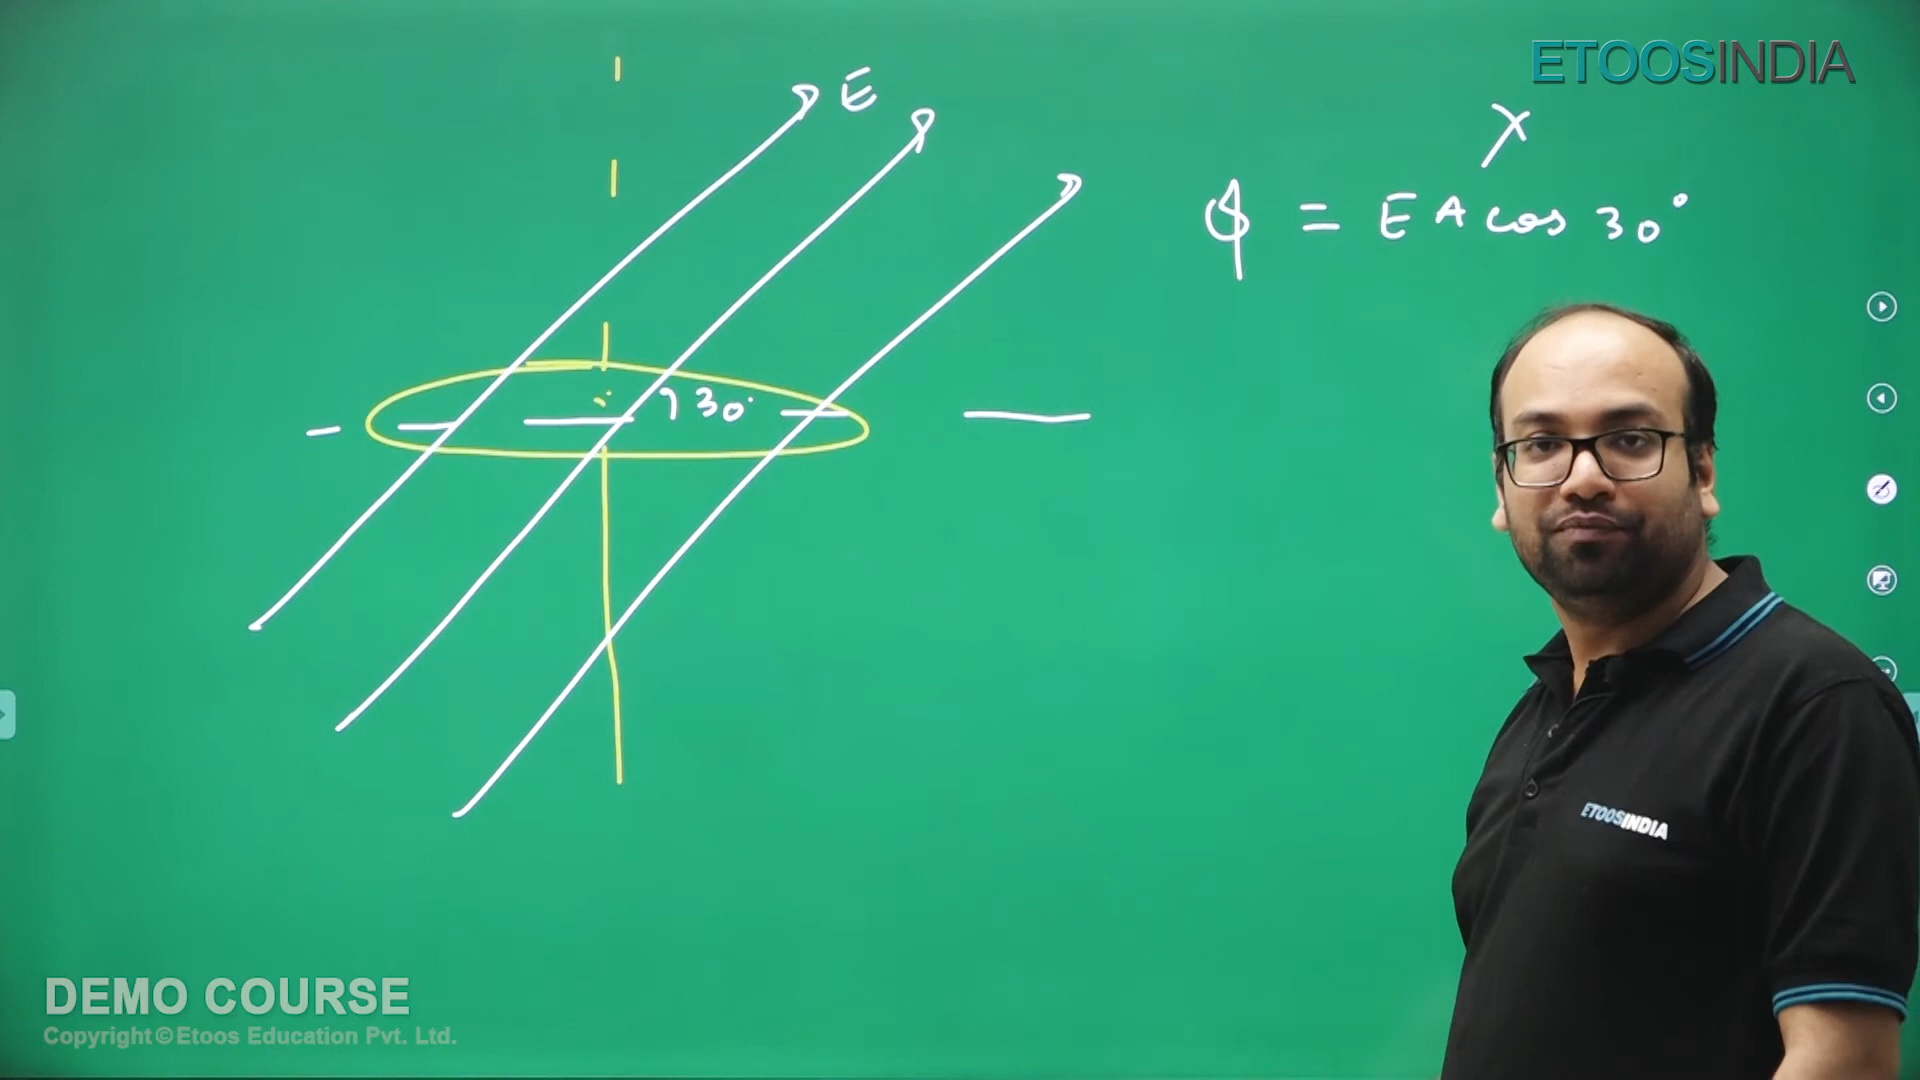 ETOOSINDIA
E
X
ϕ = E A cos 30°
30°
ETOOSINDIA
DEMO COURSE
Copyright © Etoos Education Pvt. Ltd.